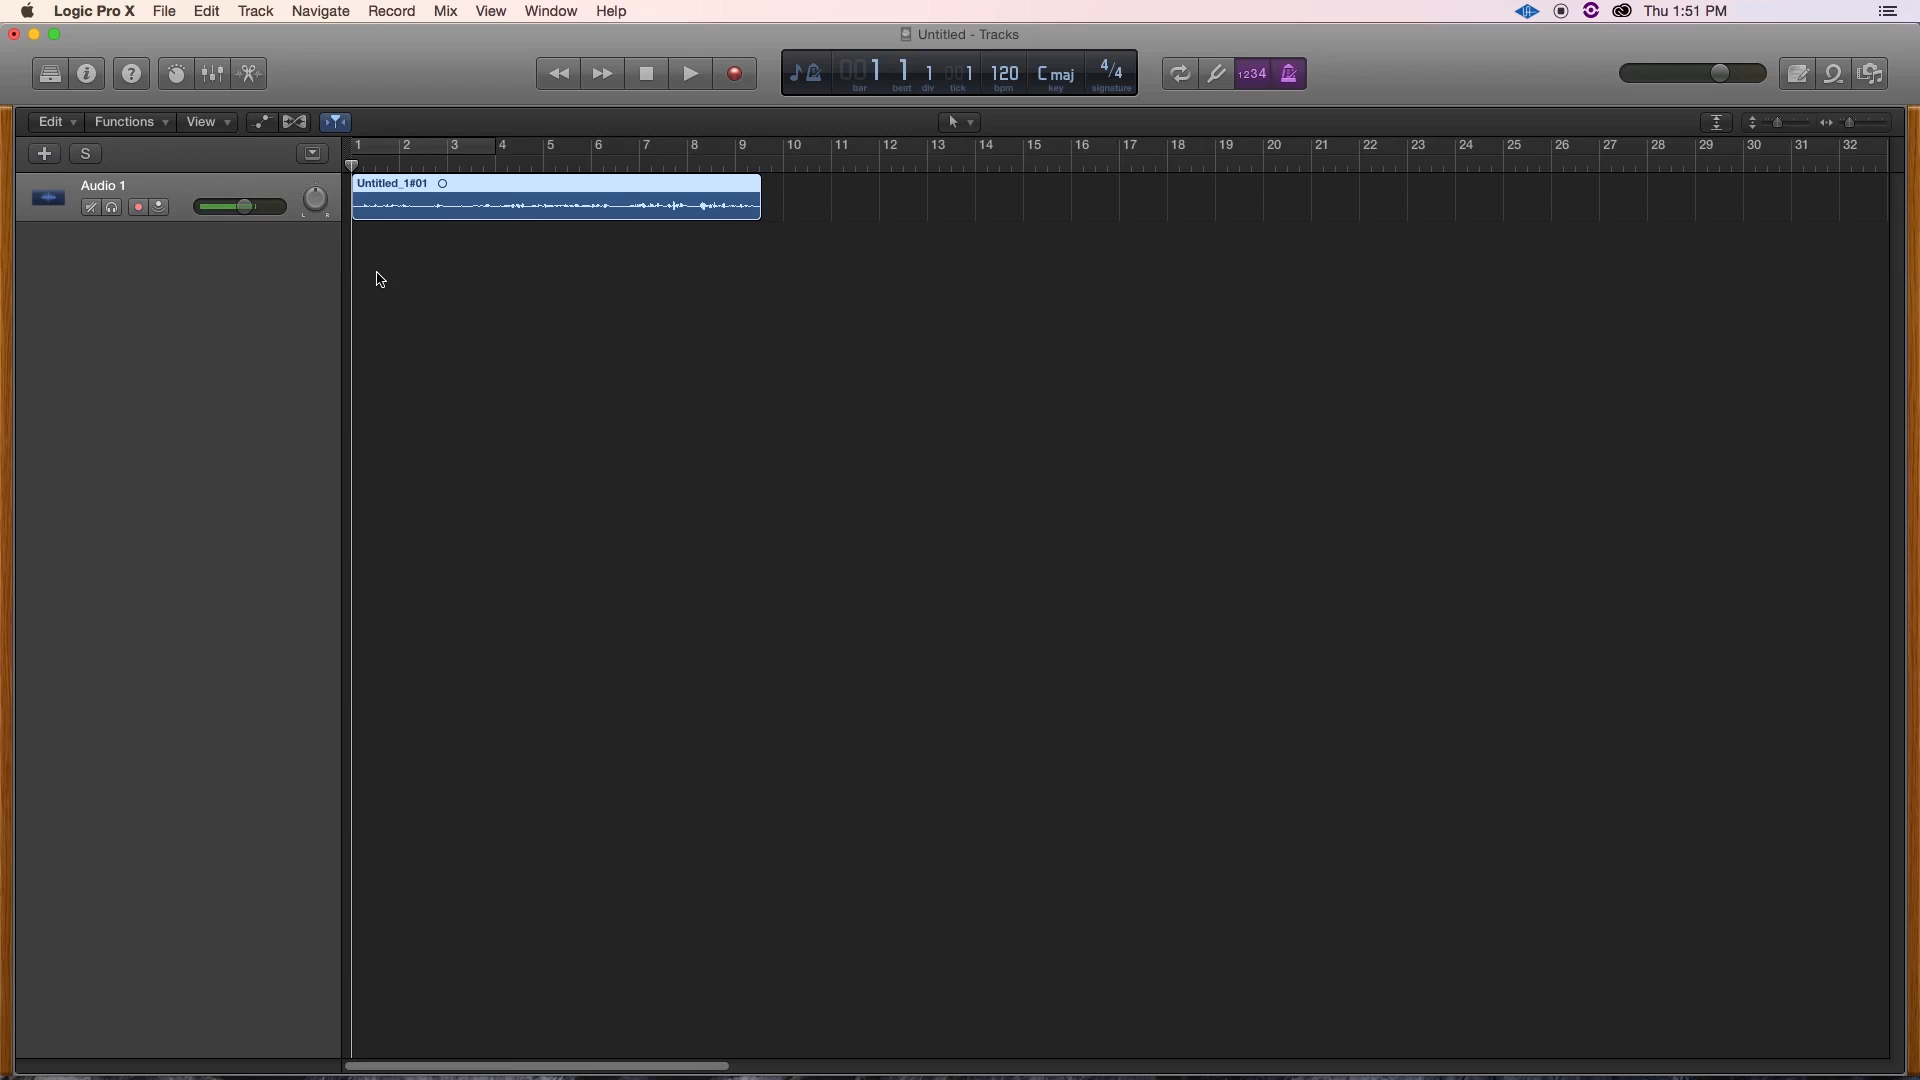 Logic Pro X File Edit Track Navigate Record Mix View Window Help Thu 1:51 PM
Untitled - Tracks
001 1 1 001 120 C maj 4/4 1234
bar beat div tick bpm key signature
Edit Functions View
S 1 2 3 4 5 6 7 8 9 10 11 12 13 14 15 16 17 18 19 20 21 22 23 24 25 26 27 28 29 30 31 32
Audio 1 Untitled_1#01
L R